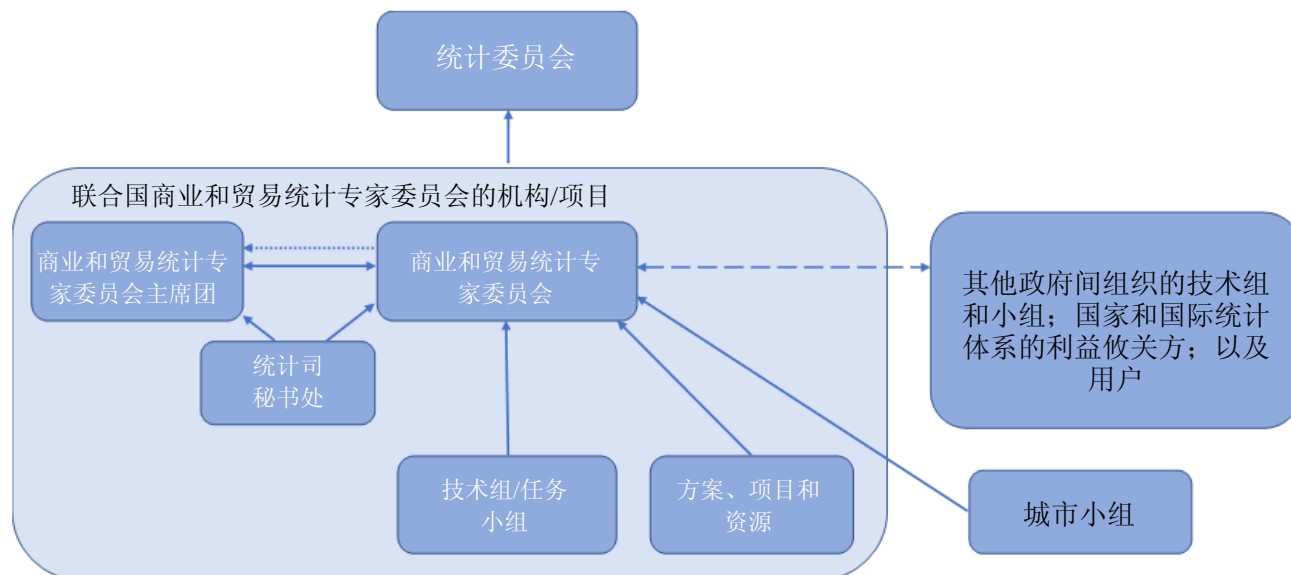 统计委员会
联合国商业和贸易统计专家委员会的机构/项目
商业和贸易统计专
家委员会主席团
商业和贸易统计专
家委员会
其他政府间组织的技术组
和小组；国家和国际统计
体系的利益攸关方；以及
用户
统计司
秘书处
技术组/任务
小组
方案、项目和
资源
城市小组